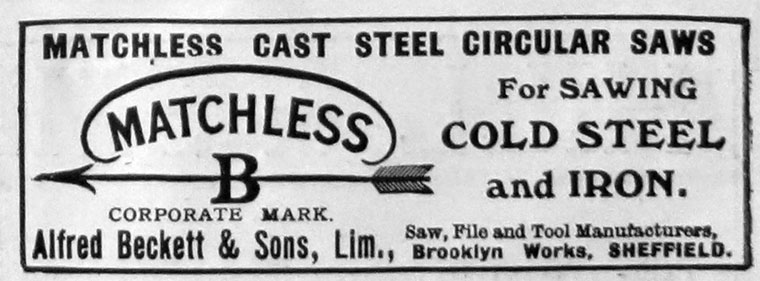 MATCHLESS CAST STEEL CIRCULAR SAWS
MATCHLESS
B
CORPORATE MARK.
For SAWING
COLD STEEL
and IRON.
Alfred Beckett & Sons, Lim.,
Saw, File and Tool Manufacturers,
Brooklyn Works, SHEFFIELD.